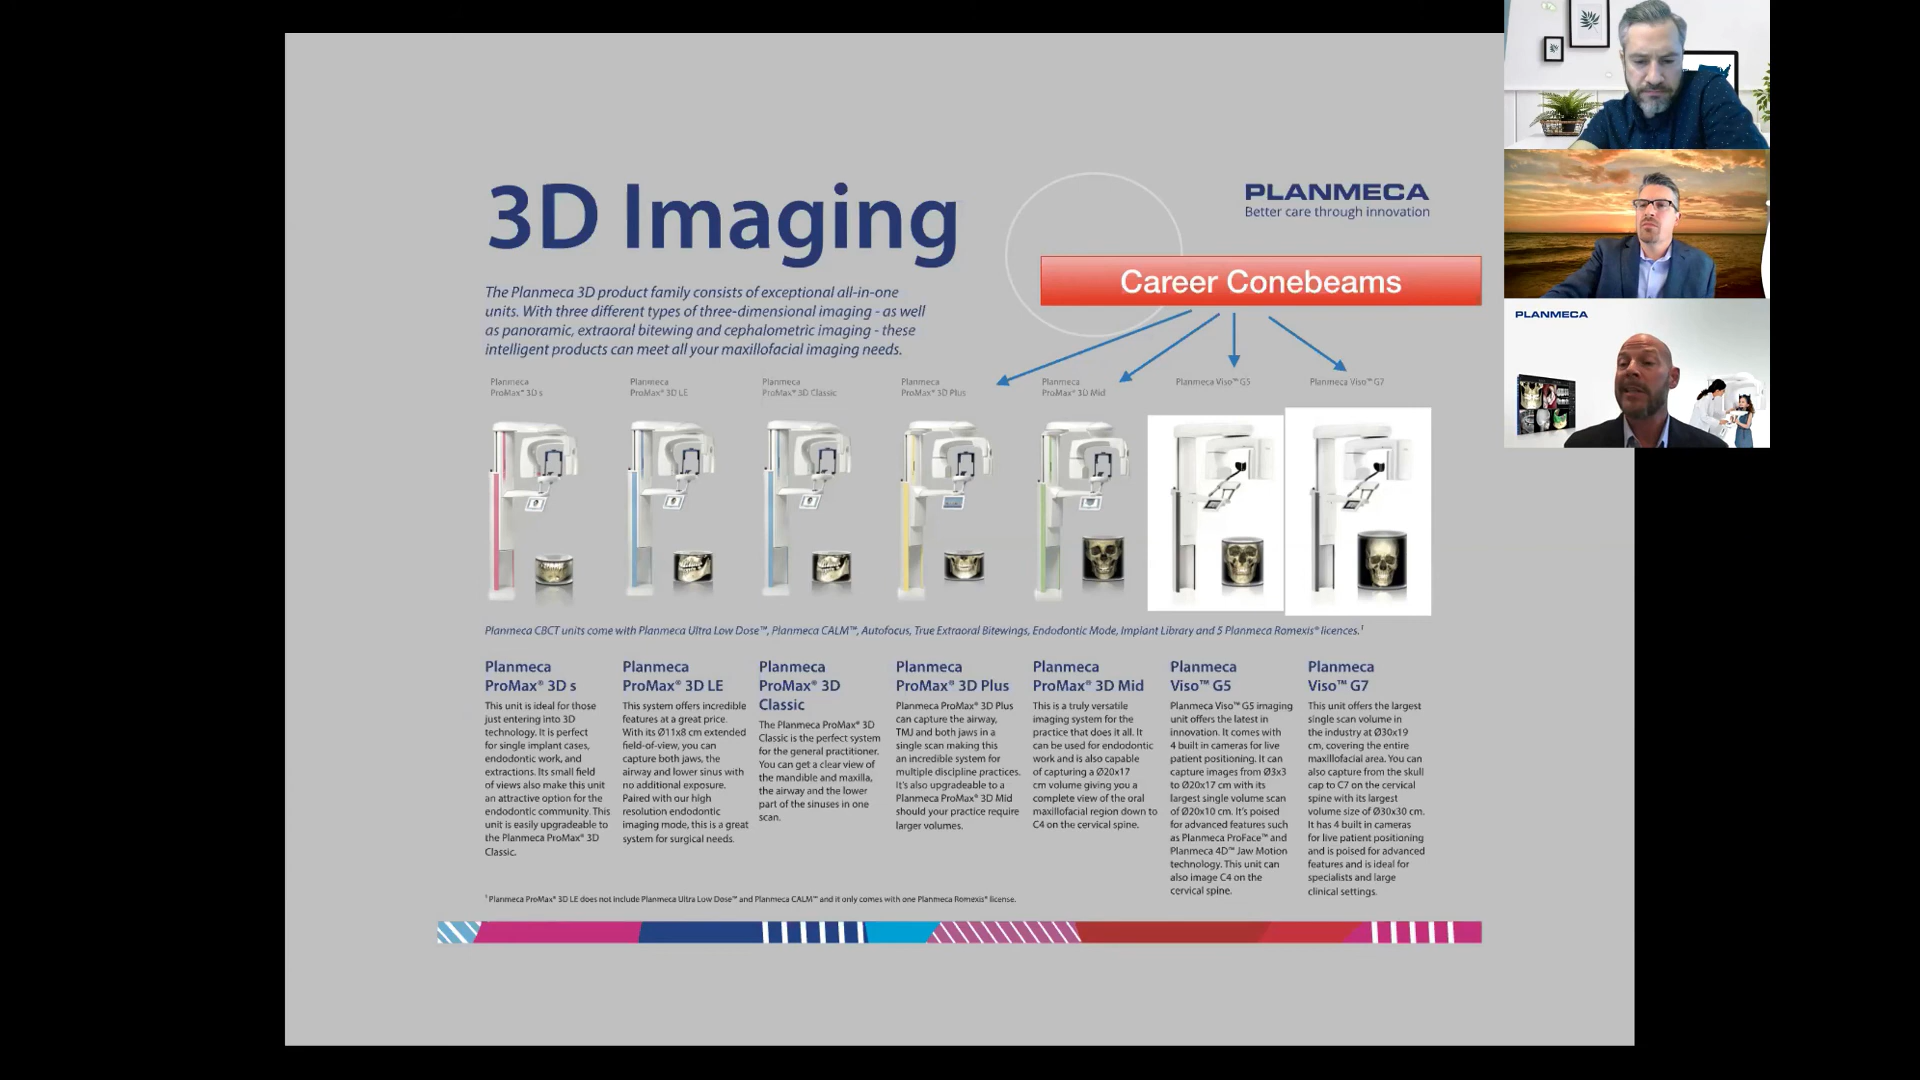 3D Imaging
PLANMECA
Better care through innovation
Career Conebeams
The Planmeca 3D product family consists of exceptional all-in-one
units. With three different types of three-dimensional imaging - as well
as panoramic, extraoral bitewing and cephalometric imaging - these
intelligent products can meet all your maxillofacial imaging needs.
Planmeca
ProMax® 3D s
Planmeca
ProMax® 3D LE
Planmeca
ProMax® 3D Classic
Planmeca
ProMax® 3D Plus
Planmeca
ProMax® 3D Mid
Planmeca Viso™ G5
Planmeca Viso™ G7
Planmeca CBCT units come with Planmeca Ultra Low Dose™, Planmeca CALM™, Autofocus, True Extraoral Bitewings, Endodontic Mode, Implant Library and 5 Planmeca Romexis® licences.¹
Planmeca
ProMax® 3D s
This unit is ideal for those
just entering into 3D
technology. It is perfect
for single implant cases,
endodontic work, and
extractions. Its small field
of views also make this unit
an attractive option for the
endodontic community. This
unit is easily upgradeable to
the Planmeca ProMax® 3D
Classic.
Planmeca
ProMax® 3D LE
This system offers incredible
features at a great price.
With its Ø11x8 cm extended
field-of-view, you can
capture both jaws, the
airway and lower sinus with
no additional exposure.
Paired with our high
resolution endodontic
imaging mode, this is a great
system for surgical needs.
Planmeca
ProMax® 3D
Classic
The Planmeca ProMax® 3D
Classic is the perfect system
for the general practitioner.
You can get a clear view of
the mandible and maxilla,
the airway and the lower
part of the sinuses in one
scan.
Planmeca
ProMax® 3D Plus
Planmeca ProMax® 3D Plus
can capture the airway,
TMJ and both jaws in a
single scan making this
an incredible system for
multiple discipline practices.
It's also upgradeable to a
Planmeca ProMax® 3D Mid
should your practice require
larger volumes.
Planmeca
ProMax® 3D Mid
This is a truly versatile
imaging system for the
practice that does it all. It
can be used for endodontic
work and is also capable
of capturing a Ø20x17
cm volume giving you a
complete view of the oral
maxillofacial region down to
C4 on the cervical spine.
Planmeca
Viso™ G5
Planmeca Viso™ G5 imaging
unit offers the latest in
innovation. It comes with
4 built in cameras for live
patient positioning. It can
capture images from Ø3x3
to Ø20x17 cm with its
largest single volume scan
of Ø20x10 cm. It's poised
for advanced features such
as Planmeca ProFace™ and
Planmeca 4D™ Jaw Motion
technology. This unit can
also image C4 on the
cervical spine.
Planmeca
Viso™ G7
This unit offers the largest
single scan volume in
the industry at Ø30x19
cm, covering the entire
maxillofacial area. You can
also capture from the skull
cap to C7 on the cervical
spine with its largest
volume size of Ø30x30 cm.
It has 4 built in cameras
for live patient positioning
and is poised for advanced
features and is ideal for
specialists and large
clinical settings.
¹ Planmeca ProMax® 3D LE does not include Planmeca Ultra Low Dose™ and Planmeca CALM™ and it only comes with one Planmeca Romexis® license.
PLANMECA